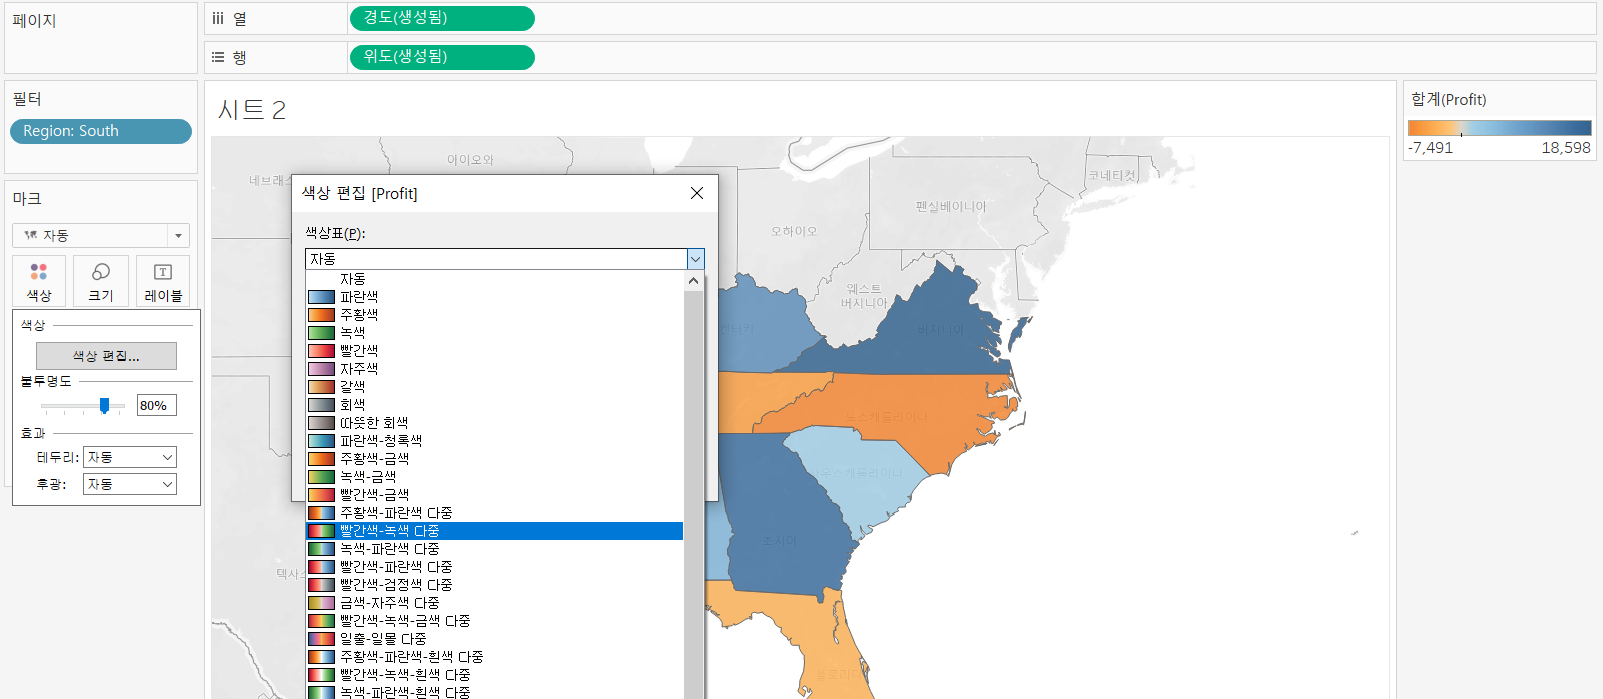 페이지
열
경도(생성됨)
행
위도(생성됨)
필터
Region: South
마크
자동
색상
크기
레이블
색상
색상 편집...
불투명도
80%
효과
테두리:
자동
후광:
자동
시트 2
아이오와
오하이오
펜실베이니아
코네티컷
웨스트
버지니아
버지니아
노스캐롤라이나
사우스캐롤라이나
조지아
색상 편집 [Profit]
색상표(P):
자동
자동
파란색
주황색
녹색
빨간색
자주색
갈색
회색
따뜻한 회색
파란색-청록색
주황색-금색
녹색-금색
빨간색-금색
주황색-파란색 다중
빨간색-녹색 다중
녹색-파란색 다중
빨간색-파란색 다중
빨간색-검정색 다중
금색-자주색 다중
빨간색-녹색-금색 다중
일출-일몰 다중
주황색-파란색-흰색 다중
빨간색-녹색-흰색 다중
녹색-파란색-흰색 다중
합계(Profit)
-7,491
18,598